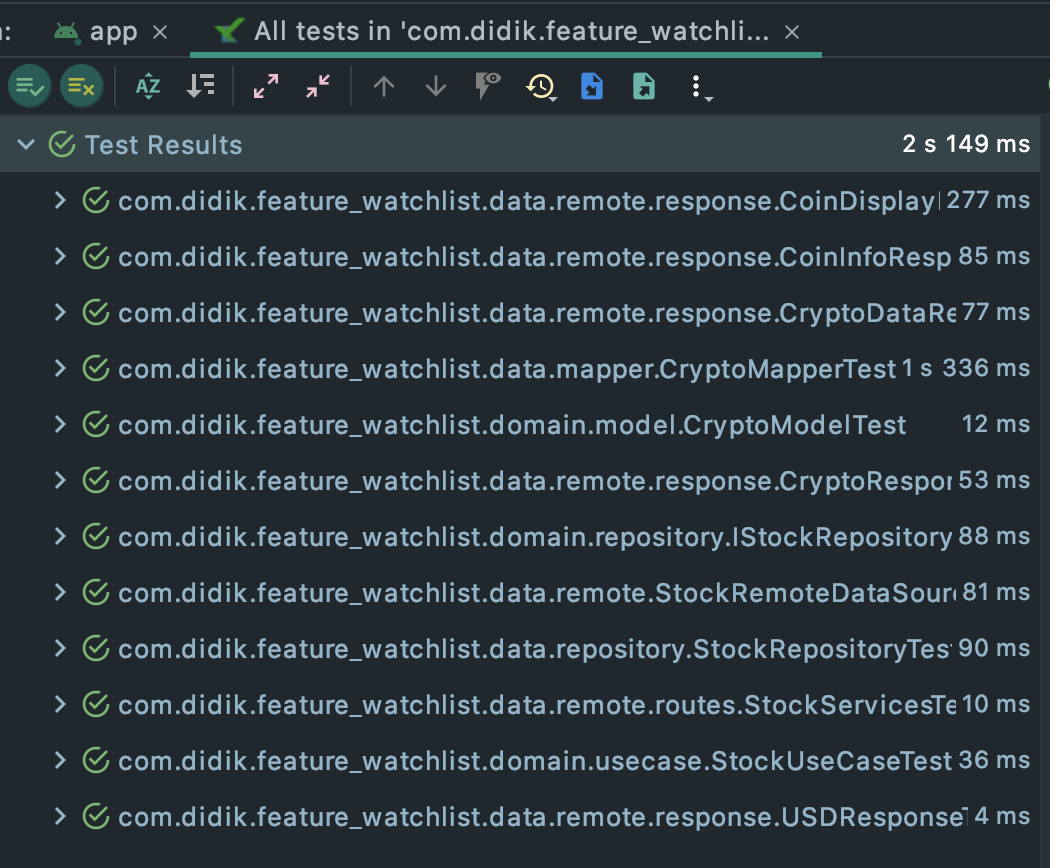 : app × All tests in 'com.didik.feature_watchli... ×
AZ
Test Results 2 s 149 ms
com.didik.feature_watchlist.data.remote.response.CoinDisplay 277 ms
com.didik.feature_watchlist.data.remote.response.CoinInfoResp 85 ms
com.didik.feature_watchlist.data.remote.response.CryptoDataRe 77 ms
com.didik.feature_watchlist.data.mapper.CryptoMapperTest 1 s 336 ms
com.didik.feature_watchlist.domain.model.CryptoModelTest 12 ms
com.didik.feature_watchlist.data.remote.response.CryptoRespon 53 ms
com.didik.feature_watchlist.domain.repository.IStockRepository 88 ms
com.didik.feature_watchlist.data.remote.StockRemoteDataSour 81 ms
com.didik.feature_watchlist.data.repository.StockRepositoryTes 90 ms
com.didik.feature_watchlist.data.remote.routes.StockServicesTe 10 ms
com.didik.feature_watchlist.domain.usecase.StockUseCaseTest 36 ms
com.didik.feature_watchlist.data.remote.response.USDResponseT 4 ms